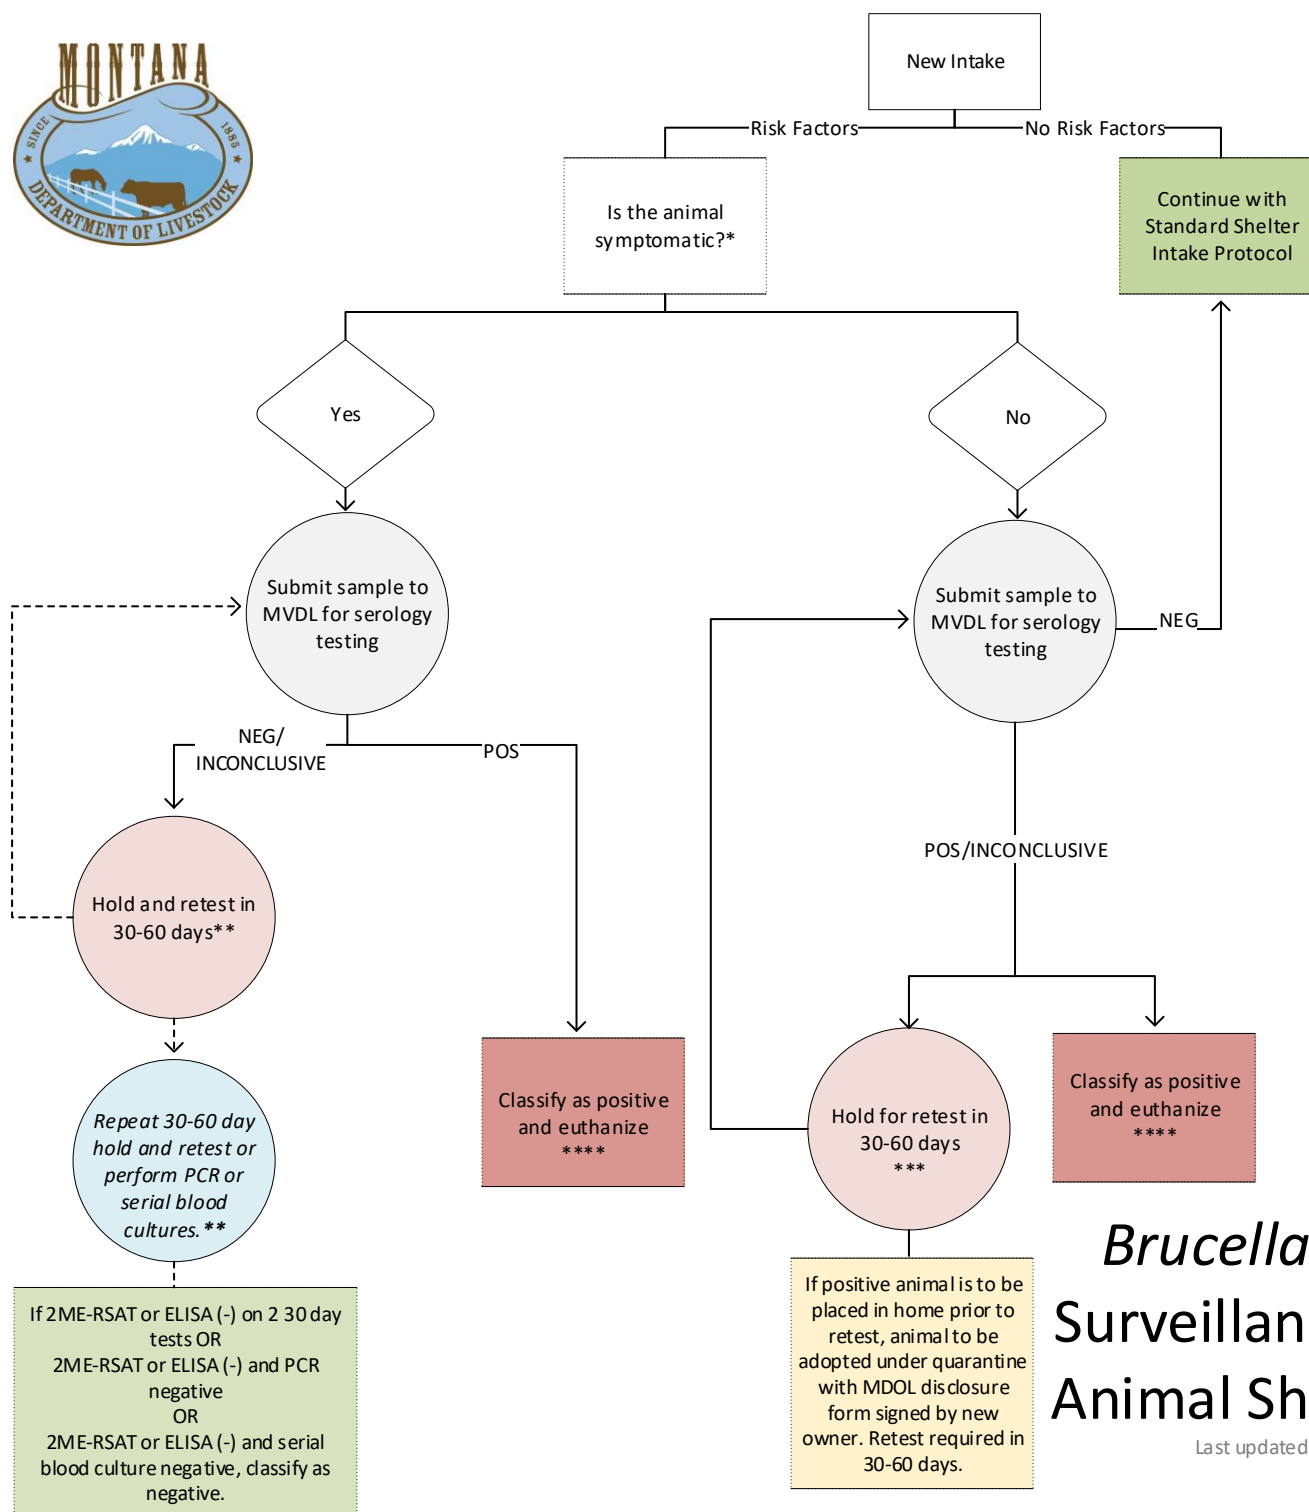 MONTANA
SINCE
1885
DEPARTMENT OF LIVESTOCK
New Intake
Risk Factors
No Risk Factors
Is the animal
symptomatic?*
Continue with
Standard Shelter
Intake Protocol
Yes
No
Submit sample to
MVDL for serology
testing
Submit sample to
MVDL for serology
testing
NEG
NEG/
INCONCLUSIVE
POS
POS/INCONCLUSIVE
Hold and retest in
30-60 days**
Repeat 30-60 day
hold and retest or
perform PCR or
serial blood
cultures.**
Classify as positive
and euthanize
****
Hold for retest in
30-60 days
***
Classify as positive
and euthanize
****
If 2ME-RSAT or ELISA (-) on 2 30 day
tests OR
2ME-RSAT or ELISA (-) and PCR
negative
OR
2ME-RSAT or ELISA (-) and serial
blood culture negative, classify as
negative.
If positive animal is to be
placed in home prior to
retest, animal to be
adopted under quarantine
with MDOL disclosure
form signed by new
owner. Retest required in
30-60 days.
Brucella
Surveillan
Animal Sh
Last updated